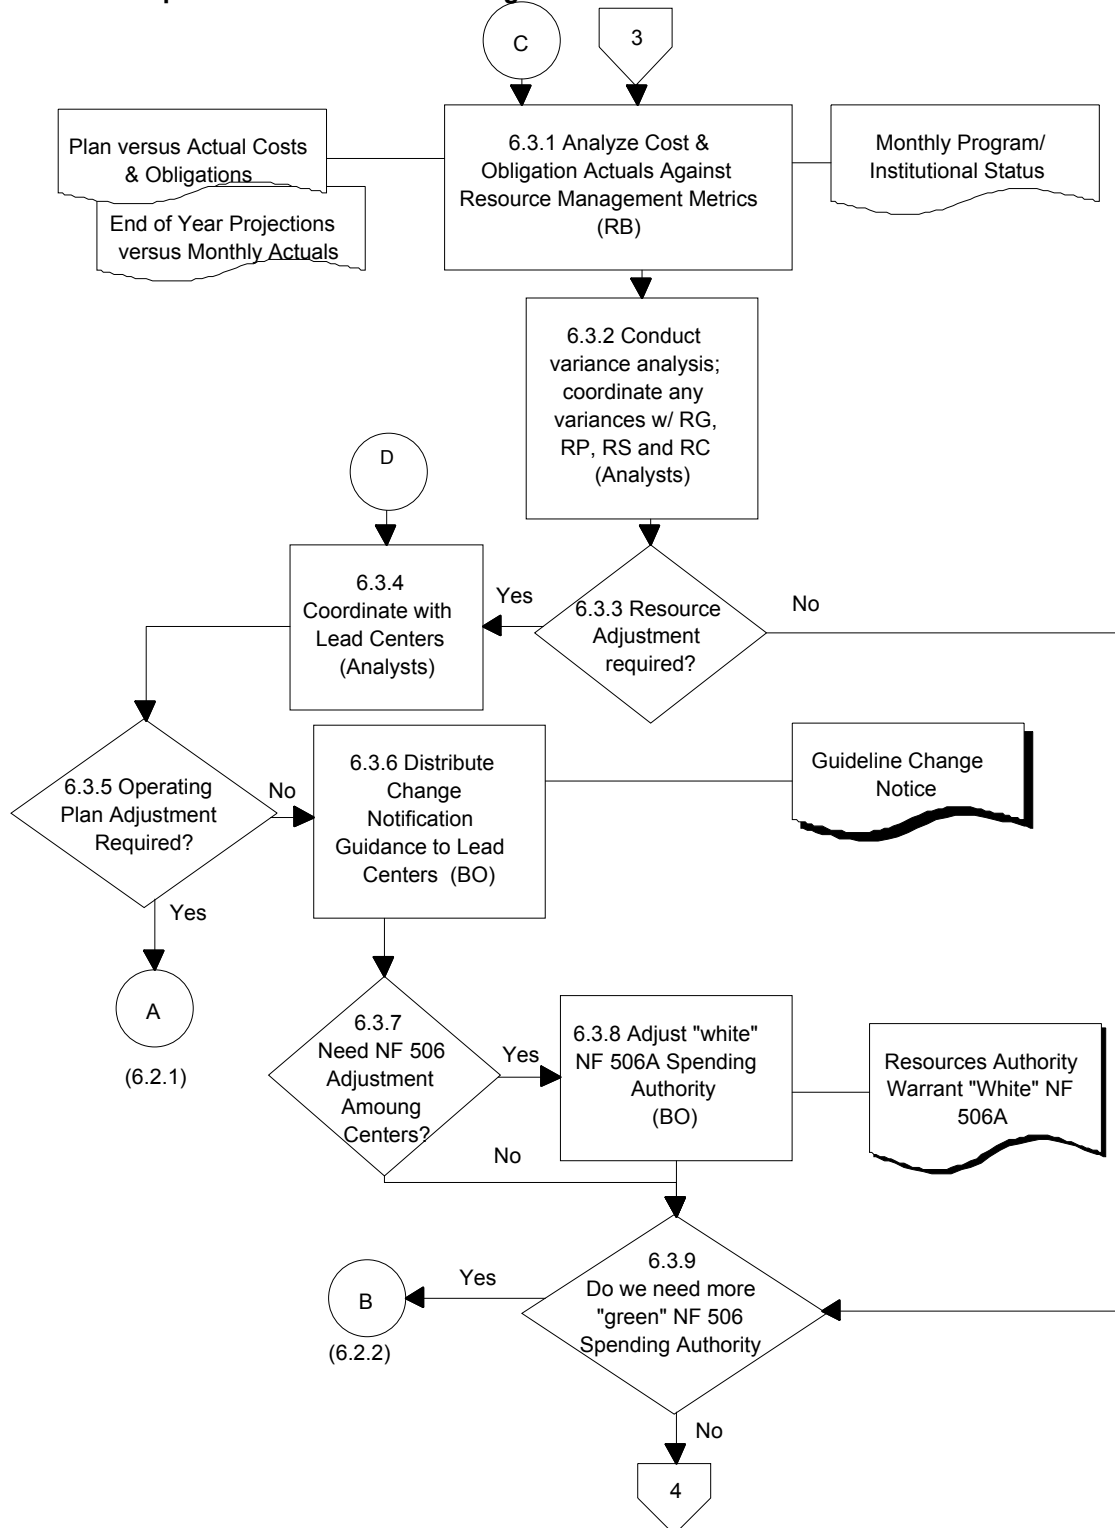 C
3
Plan versus Actual Costs
& Obligations
End of Year Projections
versus Monthly Actuals
6.3.1 Analyze Cost &
Obligation Actuals Against
Resource Management Metrics
(RB)
Monthly Program/
Institutional Status
6.3.2 Conduct
variance analysis;
coordinate any
variances w/ RG,
RP, RS and RC
(Analysts)
D
6.3.4
Coordinate with
Lead Centers
(Analysts)
Yes
6.3.3 Resource
Adjustment
required?
No
6.3.5 Operating
Plan Adjustment
Required?
No
Yes
6.3.6 Distribute
Change
Notification
Guidance to Lead
Centers (BO)
Guideline Change
Notice
A
(6.2.1)
6.3.7
Need NF 506
Adjustment
Amoung
Centers?
Yes
No
6.3.8 Adjust "white"
NF 506A Spending
Authority
(BO)
Resources Authority
Warrant "White" NF
506A
6.3.9
Do we need more
"green" NF 506
Spending Authority
Yes
B
(6.2.2)
No
4